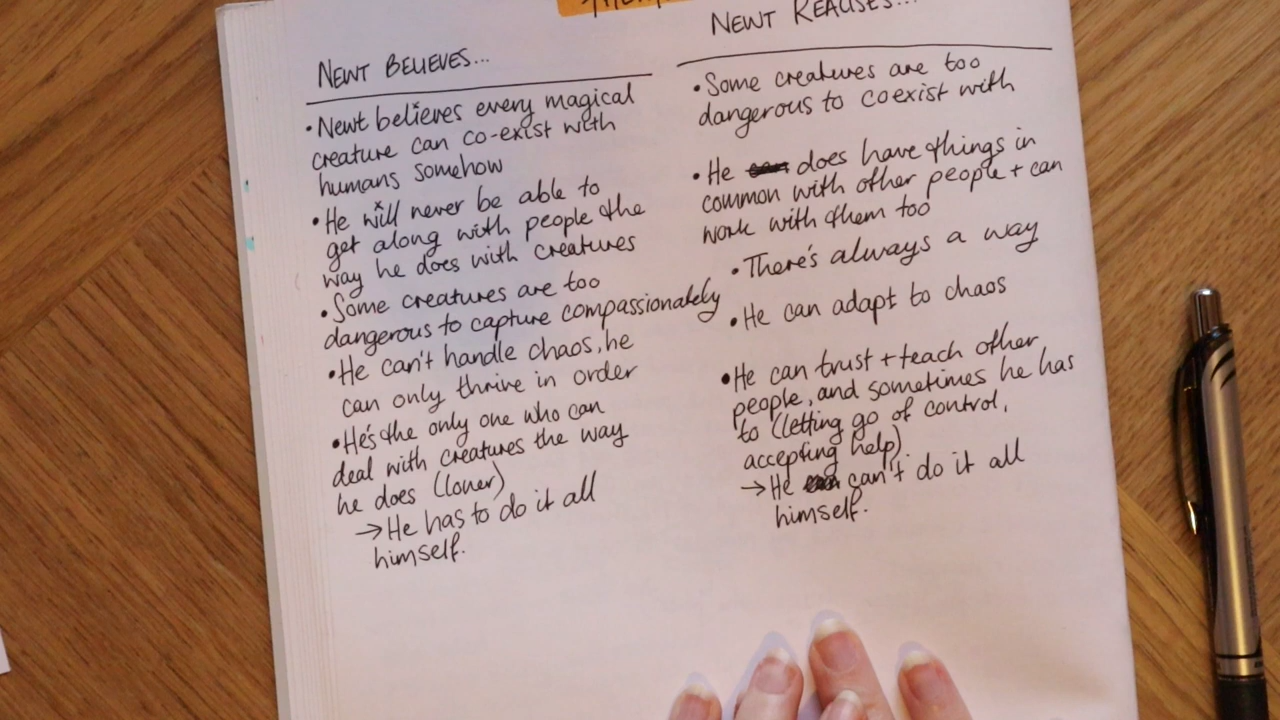 NEWT BELIEVES...
• Newt believes every magical
creature can co-exist with
humans somehow
• He will never be able to
get along with people the
way he does with creatures
• Some creatures are too
dangerous to capture compassionately
• He can't handle chaos, he
can only thrive in order
• He's the only one who can
deal with creatures the way
he does (loner)
→ He has to do it all
himself.
NEWT REALISES...
• Some creatures are too
dangerous to coexist with
• He does have things in
common with other people + can
work with them too
• There's always a way
• He can adapt to chaos
• He can trust + teach other
people, and sometimes he has
to (letting go of control,
accepting help)
→ He can't do it all
himself.